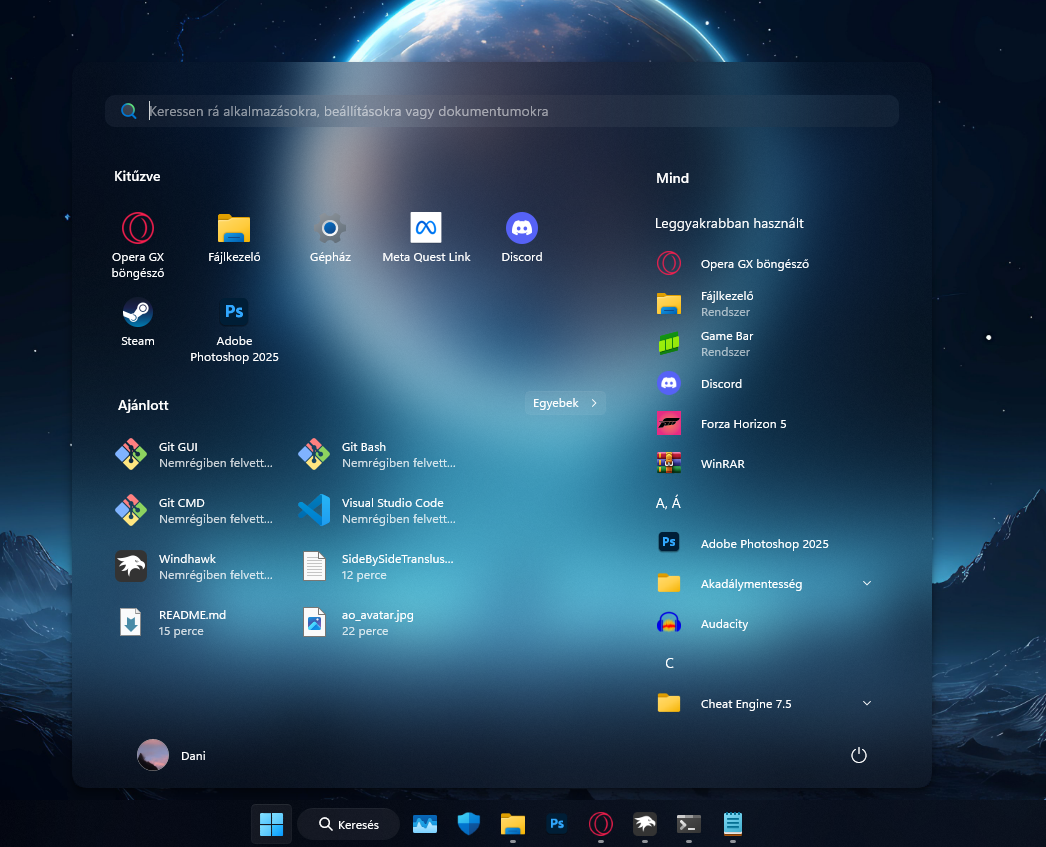 Keressen rá alkalmazásokra, beállításokra vagy dokumentumokra
Kitűzve
Opera GX
böngésző
Fájlkezelő
Gépház
Meta Quest Link
Discord
Steam
Ps
Adobe
Photoshop 2025
Ajánlott
Egyebek
Git GUI
Nemrégiben felvett...
Git Bash
Nemrégiben felvett...
Git CMD
Nemrégiben felvett...
Visual Studio Code
Nemrégiben felvett...
Windhawk
Nemrégiben felvett...
SideBySideTranslus...
12 perce
README.md
15 perce
ao_avatar.jpg
22 perce
Mind
Leggyakrabban használt
Opera GX böngésző
Fájlkezelő
Rendszer
Game Bar
Rendszer
Discord
Forza Horizon 5
WinRAR
A, Á
Ps
Adobe Photoshop 2025
Akadálymentesség
Audacity
C
Cheat Engine 7.5
Dani
Keresés
Ps